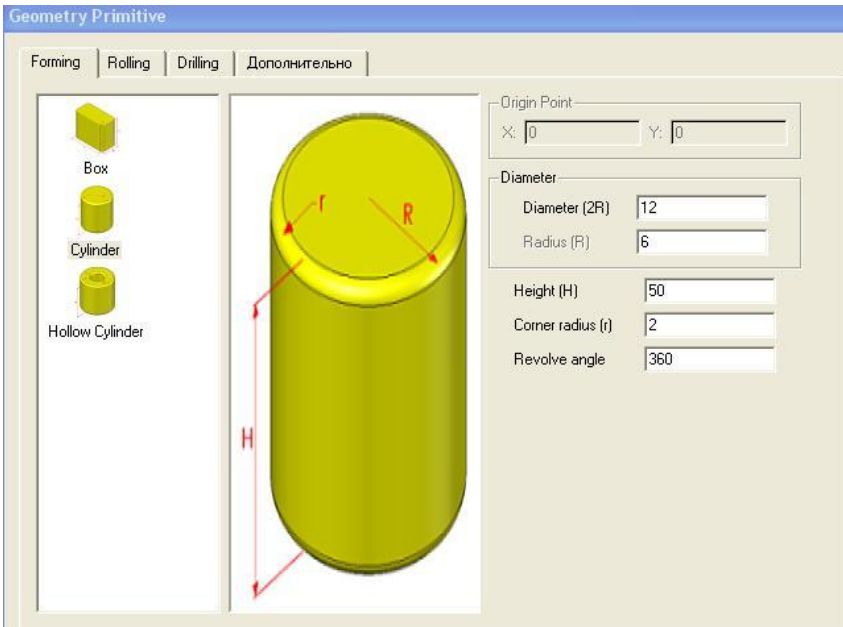 Geometry Primitive
Forming Rolling Drilling Дополнительно
Box
Cylinder
Hollow Cylinder
r
R
H
Origin Point
X: 0 Y: 0
Diameter
Diameter (2R) 12
Radius (R) 6
Height (H) 50
Corner radius (r) 2
Revolve angle 360